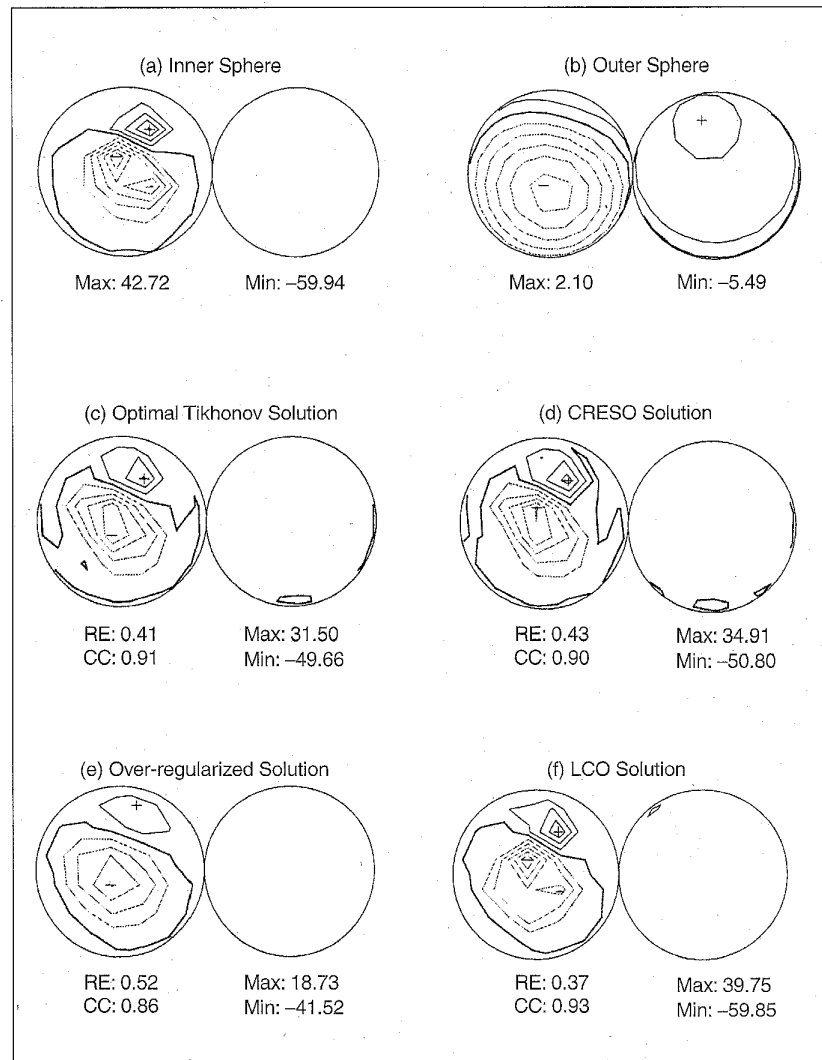 (a) Inner Sphere
(b) Outer Sphere
+
−
−
−
+
Max: 42.72 Min: –59.94
Max: 2.10 Min: –5.49
(c) Optimal Tikhonov Solution
(d) CRESO Solution
+
−
+
RE: 0.41 Max: 31.50
CC: 0.91 Min: –49.66
RE: 0.43 Max: 34.91
CC: 0.90 Min: –50.80
(e) Over-regularized Solution
(f) LCO Solution
+
−
+
−
RE: 0.52 Max: 18.73
CC: 0.86 Min: –41.52
RE: 0.37 Max: 39.75
CC: 0.93 Min: –59.85